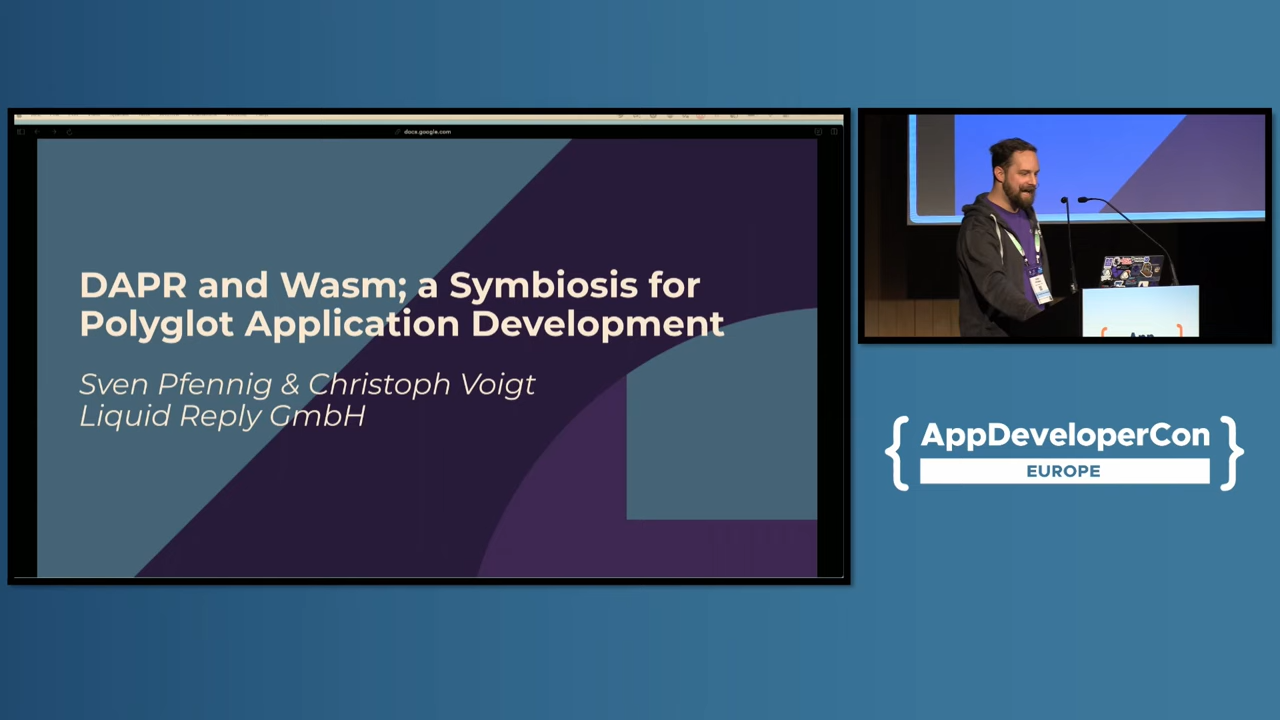 docs.google.com
DAPR and Wasm; a Symbiosis for
Polyglot Application Development
Sven Pfennig & Christoph Voigt
Liquid Reply GmbH
App
AppDeveloperCon
EUROPE